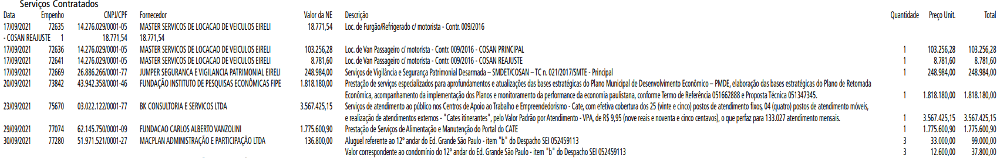 Serviços Contratados
Data Empenho CNPJ/CPF Fornecedor Valor da NE Descrição Quantidade Preço Unit. Total
17/09/2021 72635 14.276.029/0001-05 MASTER SERVICOS DE LOCACAO DE VEICULOS EIRELI 18.771,54 Loc. de Furgão/Refrigerado c/ motorista - Contr. 009/2016
- COSAN REAJUSTE 1 18.771,54 18.771,54
17/09/2021 72636 14.276.029/0001-05 MASTER SERVICOS DE LOCACAO DE VEICULOS EIRELI 103.256,28 Loc. de Van Passageiro c/ motorista - Contr. 009/2016 - COSAN PRINCIPAL 1 103.256,28 103.256,28
17/09/2021 72641 14.276.029/0001-05 MASTER SERVICOS DE LOCACAO DE VEICULOS EIRELI 8.781,60 Loc. de Van Passageiro c/ motorista - Contr. 009/2016 - COSAN REAJUSTE 1 8.781,60 8.781,60
17/09/2021 72669 26.886.266/0001-77 JUMPER SEGURANCA E VIGILANCIA PATRIMONIAL EIRELI 248.984,00 Serviços de Vigilância e Segurança Patrimonial Desarmada – SMDET/COSAN – TC n. 021/2017/SMTE - Principal 1 248.984,00 248.984,00
20/09/2021 73842 43.942.358/0001-46 FUNDAÇÃO INSTITUTO DE PESQUISAS ECONÔMICAS FIPE 1.818.180,00 Prestação de serviços especializados para aprofundamentos e atualizações das bases estratégicas do Plano Municipal de Desenvolvimento Econômico – PMDE, elaboração das bases estratégicas do Plano de Retomada
Econômica, acompanhamento da implementação dos Planos e monitoramento da performance da economia paulistana, conforme Termo de Referência 051662888 e Proposta Técnica 051347345. 1 1.818.180,00 1.818.180,00
23/09/2021 75670 03.022.122/0001-77 BK CONSULTORIA E SERVICOS LTDA 3.567.425,15 Serviços de atendimento ao público nos Centros de Apoio ao Trabalho e Empreendedorismo - Cate, com efetiva cobertura dos 25 (vinte e cinco) postos de atendimento fixos, 04 (quatro) postos de atendimento móveis,
e realização de atendimentos externos - "Cates itinerantes", pelo Valor Padrão por Atendimento - VPA, de R$ 9,95 (nove reais e noventa e cinco centavos), o que perfaz para 133.027 atendimento mensais. 1 3.567.425,15 3.567.425,15
29/09/2021 77074 62.145.750/0001-09 FUNDACAO CARLOS ALBERTO VANZOLINI 1.775.600,90 Prestação de Serviços de Alimentação e Manutenção do Portal do CATE 1 1.775.600,90 1.775.600,90
30/09/2021 77280 51.971.521/0001-27 MACPLAN ADMINISTRAÇÃO E PARTICIPAÇÃO LTDA 136.800,00 Aluguel referente ao 12º andar do Ed. Grande São Paulo - item "b" do Despacho SEI 052459113 3 33.000,00 99.000,00
Valor correspondente ao condomínio do 12º andar do Ed. Grande São Paulo - item "b" do Despacho SEI 052459113 3 12.600,00 37.800,00